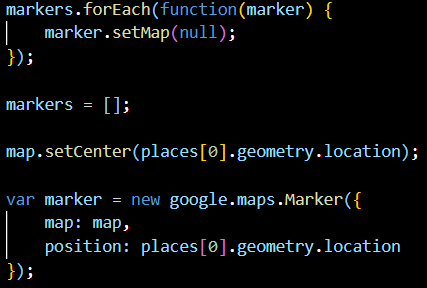 markers.forEach(function(marker) {
    marker.setMap(null);
});

markers = [];

map.setCenter(places[0].geometry.location);

var marker = new google.maps.Marker({
    map: map,
    position: places[0].geometry.location
});